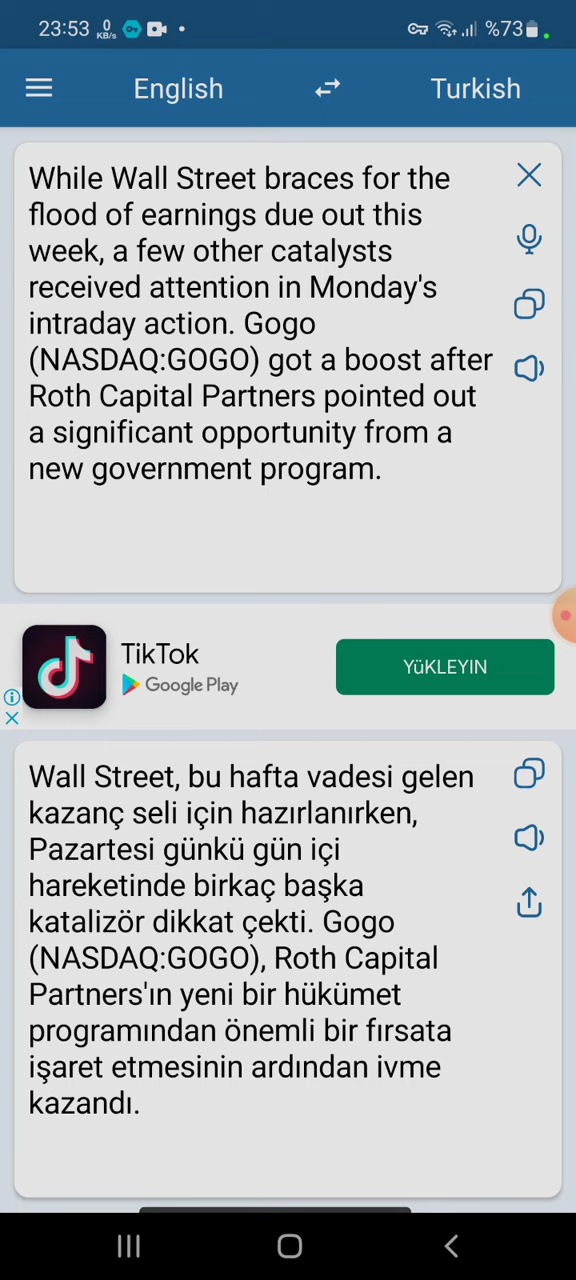 23:53 0 KB/s %73
English Turkish
While Wall Street braces for the
flood of earnings due out this
week, a few other catalysts
received attention in Monday's
intraday action. Gogo
(NASDAQ:GOGO) got a boost after
Roth Capital Partners pointed out
a significant opportunity from a
new government program.
TikTok
Google Play
YüKLEYIN
Wall Street, bu hafta vadesi gelen
kazanç seli için hazırlanırken,
Pazartesi günkü gün içi
hareketinde birkaç başka
katalizör dikkat çekti. Gogo
(NASDAQ:GOGO), Roth Capital
Partners'ın yeni bir hükümet
programından önemli bir fırsata
işaret etmesinin ardından ivme
kazandı.